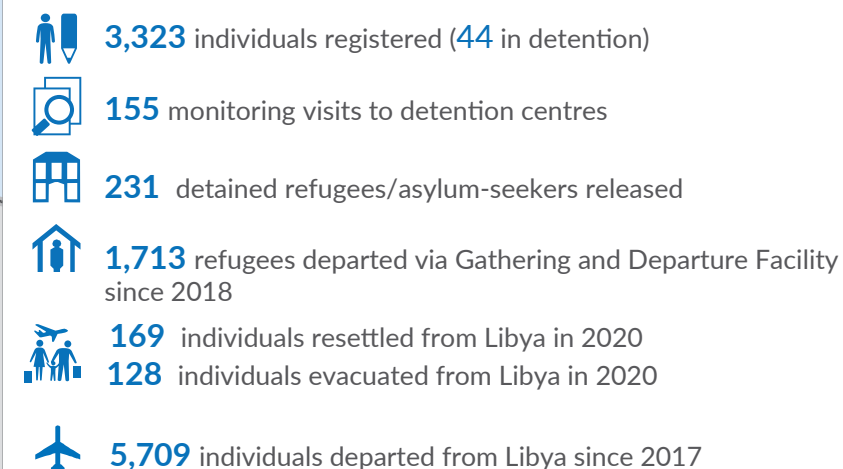 3,323 individuals registered (44 in detention)
155 monitoring visits to detention centres
231 detained refugees/asylum-seekers released
1,713 refugees departed via Gathering and Departure Facility
since 2018
169 individuals resettled from Libya in 2020
128 individuals evacuated from Libya in 2020
5,709 individuals departed from Libya since 2017